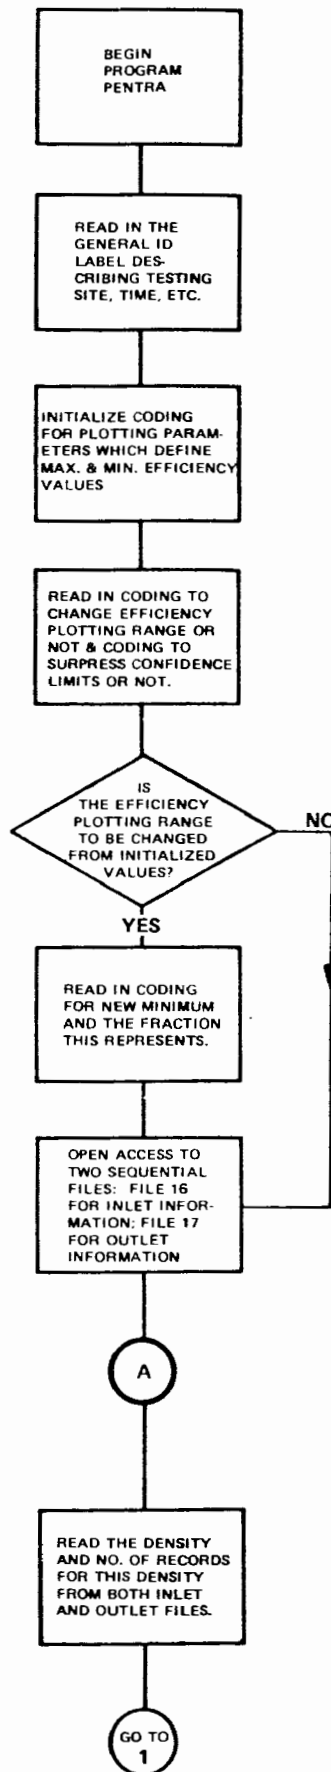 BEGIN
PROGRAM
PENTRA
READ IN THE
GENERAL ID
LABEL DES-
CRIBING TESTING
SITE, TIME, ETC.
INITIALIZE CODING
FOR PLOTTING PARAM-
ETERS WHICH DEFINE
MAX. & MIN. EFFICIENCY
VALUES
READ IN CODING TO
CHANGE EFFICIENCY
PLOTTING RANGE OR
NOT & CODING TO
SURPRESS CONFIDENCE
LIMITS OR NOT.
IS
THE EFFICIENCY
PLOTTING RANGE
TO BE CHANGED
FROM INITIALIZED
VALUES?
NO
YES
READ IN CODING
FOR NEW MINIMUM
AND THE FRACTION
THIS REPRESENTS.
OPEN ACCESS TO
TWO SEQUENTIAL
FILES: FILE 16
FOR INLET INFOR-
MATION; FILE 17
FOR OUTLET
INFORMATION
A
READ THE DENSITY
AND NO. OF RECORDS
FOR THIS DENSITY
FROM BOTH INLET
AND OUTLET FILES.
GO TO
1